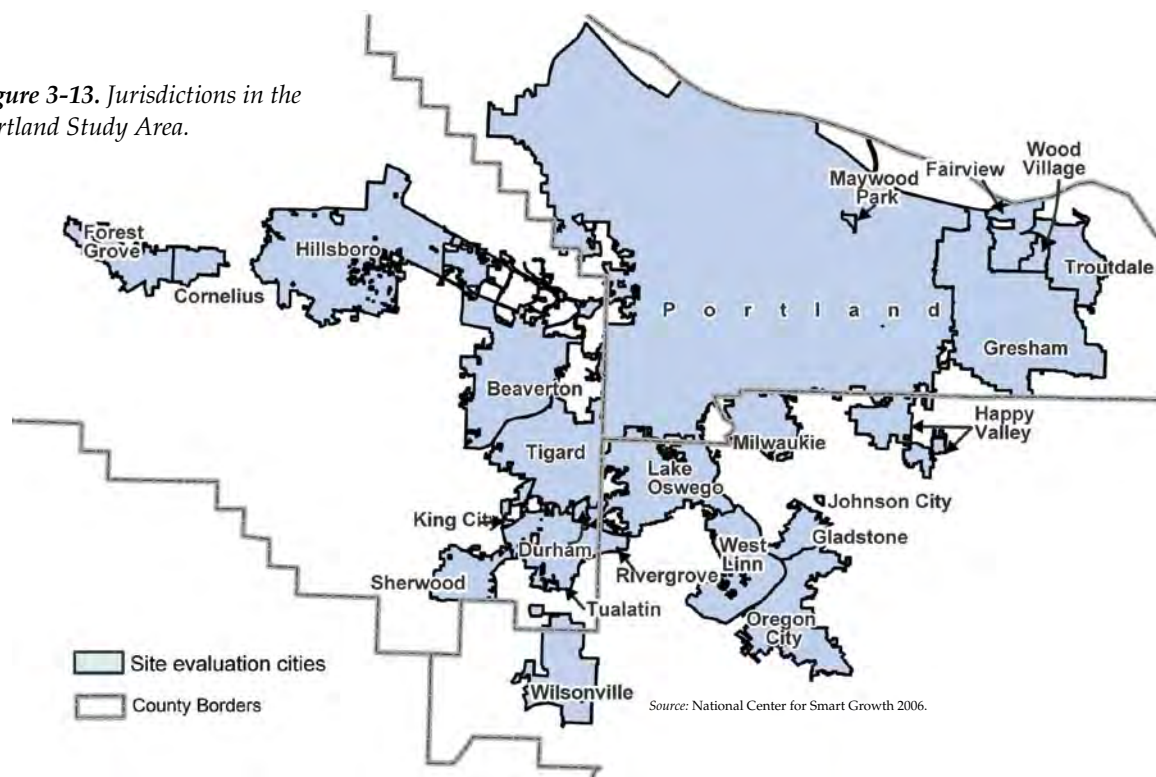 gure 3-13. Jurisdictions in the
rtland Study Area.
Wood
Village
Fairview
Maywood
Park
Forest
Grove
Hillsboro
Troutdale
Cornelius
Portland
Gresham
Beaverton
Happy
Valley
Milwaukie
Tigard
Lake
Oswego
Johnson City
King City
Gladstone
West
Linn
Durham
Rivergrove
Sherwood
Tualatin
Oregon
City
Site evaluation cities
Wilsonville
County Borders
Source: National Center for Smart Growth 2006.